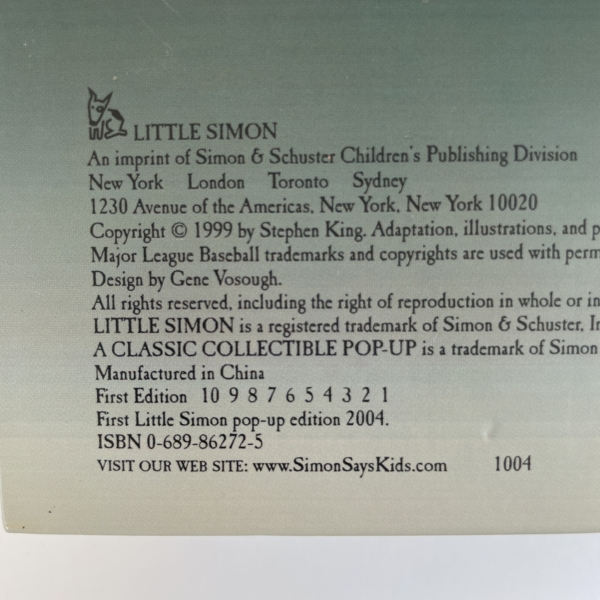 LITTLE SIMON
An imprint of Simon & Schuster Children's Publishing Division
New York London Toronto Sydney
1230 Avenue of the Americas, New York, New York 10020
Copyright © 1999 by Stephen King. Adaptation, illustrations, and
Major League Baseball trademarks and copyrights are used with
Design by Gene Vosough.
All rights reserved, including the right of reproduction in whole or in
LITTLE SIMON is a registered trademark of Simon & Schuster,
A CLASSIC COLLECTIBLE POP-UP is a trademark of Simon
Manufactured in China
First Edition 10 9 8 7 6 5 4 3 2 1
First Little Simon pop-up edition 2004.
ISBN 0-689-86272-5
VISIT OUR WEB SITE: www.SimonSaysKids.com 1004